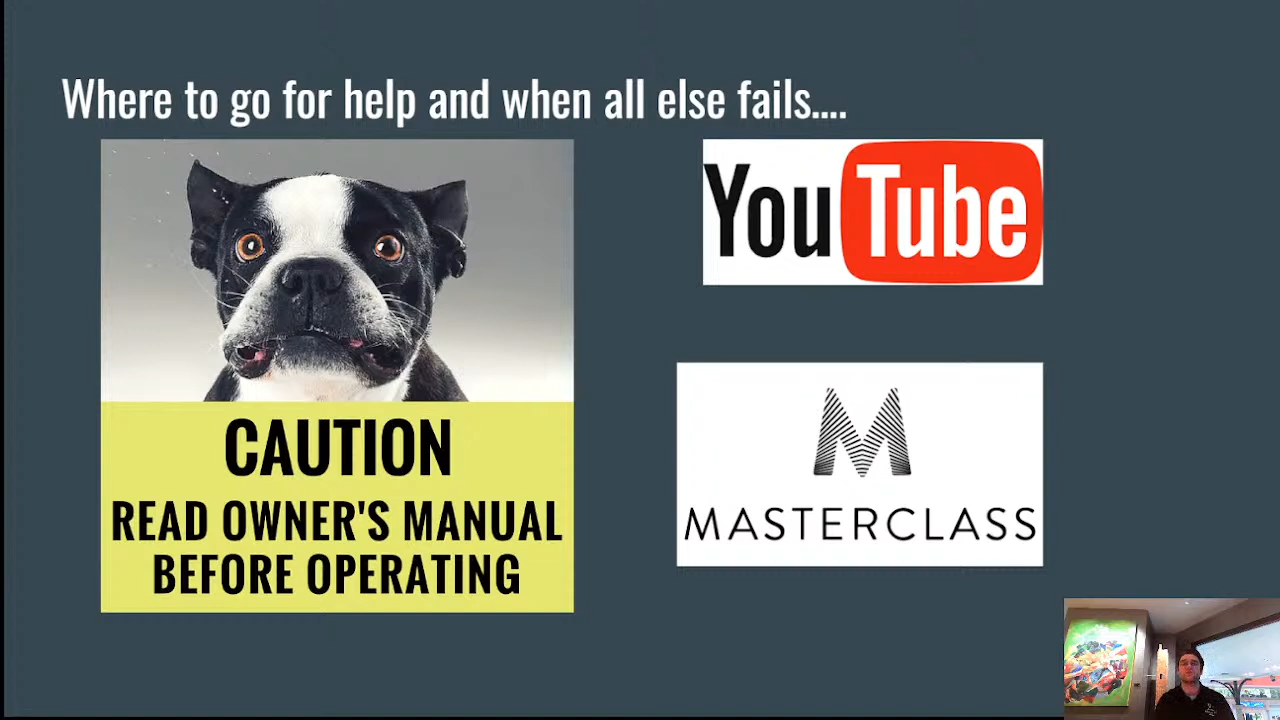 Where to go for help and when all else fails....
YouTube
CAUTION
READ OWNER'S MANUAL
BEFORE OPERATING
M
MASTERCLASS